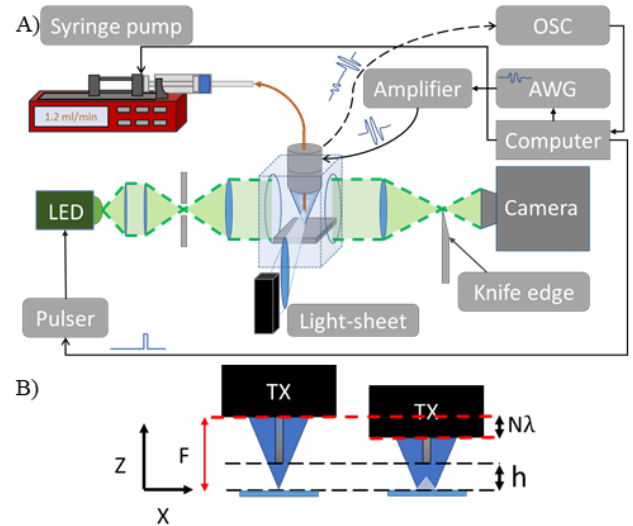 A)
Syringe pump
OSC
Amplifier
AWG
1.2 ml/min
Computer
LED
Camera
Knife edge
Pulser
Light-sheet
B)
TX
TX
Nλ
Z
F
h
X